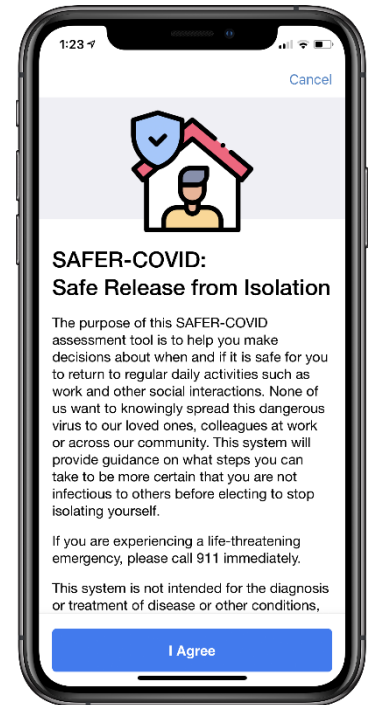 1:23
Cancel
SAFER-COVID:
Safe Release from Isolation
The purpose of this SAFER-COVID
assessment tool is to help you make
decisions about when and if it is safe for you
to return to regular daily activities such as
work and other social interactions. None of
us want to knowingly spread this dangerous
virus to our loved ones, colleagues at work
or across our community. This system will
provide guidance on what steps you can
take to be more certain that you are not
infectious to others before electing to stop
isolating yourself.
If you are experiencing a life-threatening
emergency, please call 911 immediately.
This system is not intended for the diagnosis
or treatment of disease or other conditions,
I Agree